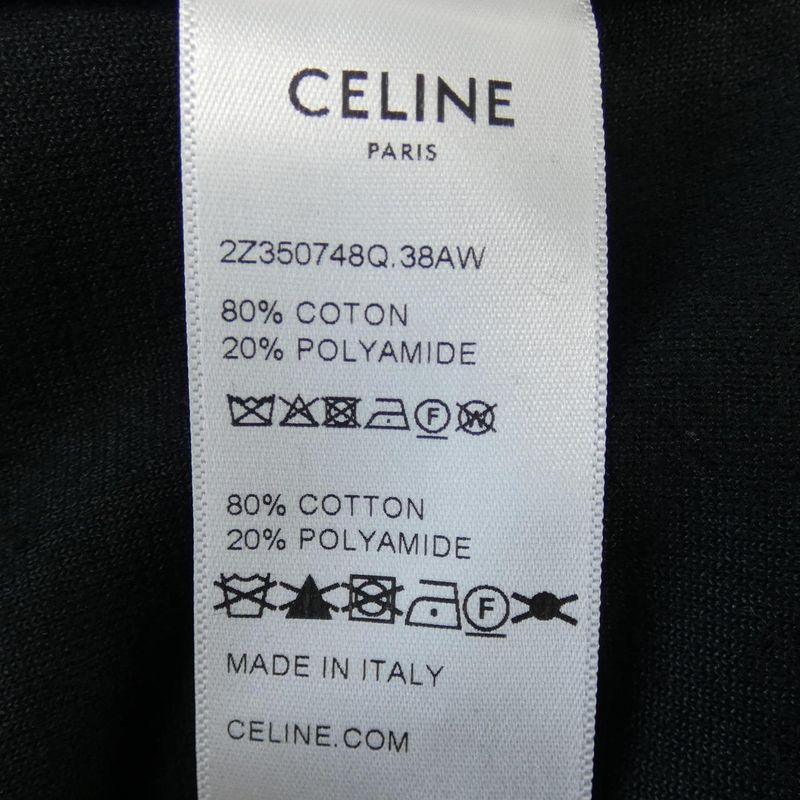 CELINE
PARIS
2Z350748Q.38AW
80% COTON
20% POLYAMIDE
F W
80% COTTON
20% POLYAMIDE
F
MADE IN ITALY
CELINE.COM